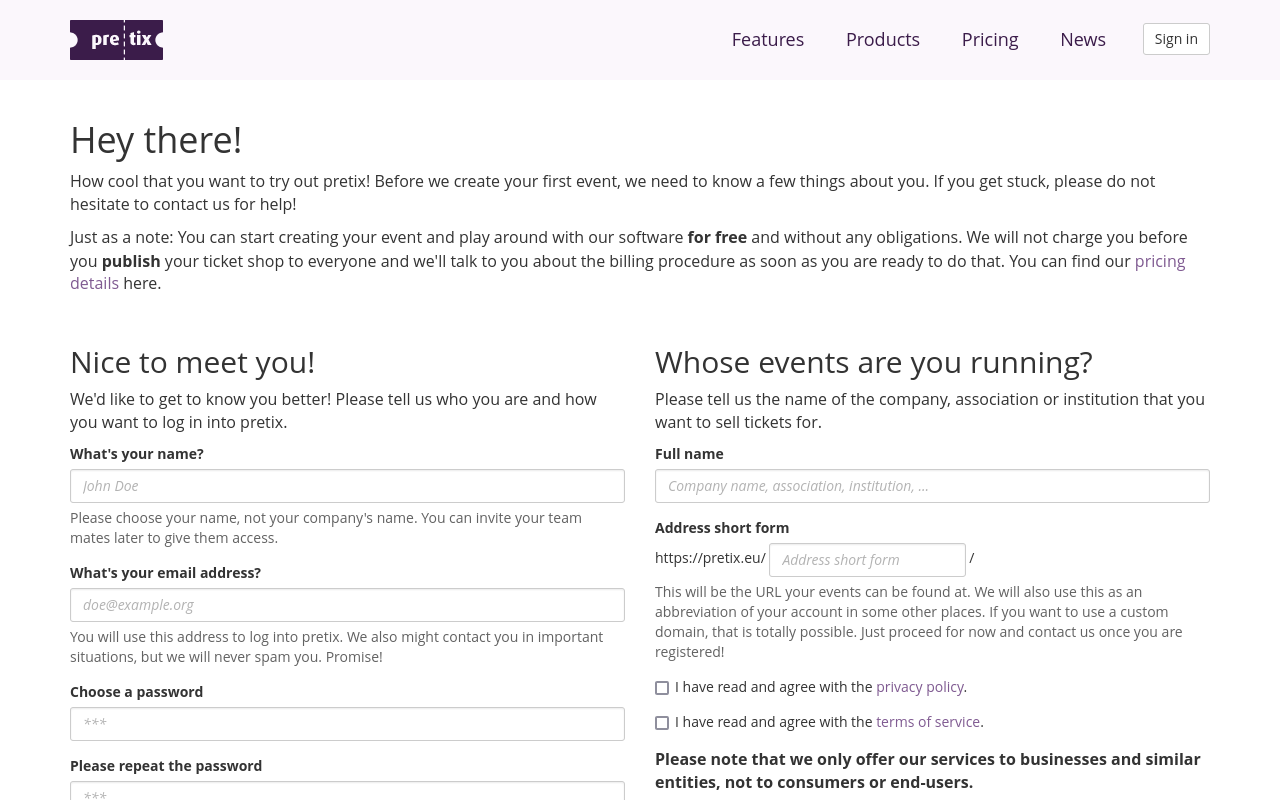 pretix
Features
Products
Pricing
News
Sign in
Hey there!
How cool that you want to try out pretix! Before we create your first event, we need to know a few things about you. If you get stuck, please do not
hesitate to contact us for help!
Just as a note: You can start creating your event and play around with our software for free and without any obligations. We will not charge you before
you publish your ticket shop to everyone and we'll talk to you about the billing procedure as soon as you are ready to do that. You can find our pricing
details here.
Nice to meet you!
We'd like to get to know you better! Please tell us who you are and how
you want to log in into pretix.
What's your name?
John Doe
Please choose your name, not your company's name. You can invite your team
mates later to give them access.
What's your email address?
doe@example.org
You will use this address to log into pretix. We also might contact you in important
situations, but we will never spam you. Promise!
Choose a password
***
Please repeat the password
***
Whose events are you running?
Please tell us the name of the company, association or institution that you
want to sell tickets for.
Full name
Company name, association, institution, ...
Address short form
https://pretix.eu/ Address short form /
This will be the URL your events can be found at. We will also use this as an
abbreviation of your account in some other places. If you want to use a custom
domain, that is totally possible. Just proceed for now and contact us once you are
registered!
I have read and agree with the privacy policy.
I have read and agree with the terms of service.
Please note that we only offer our services to businesses and similar
entities, not to consumers or end-users.